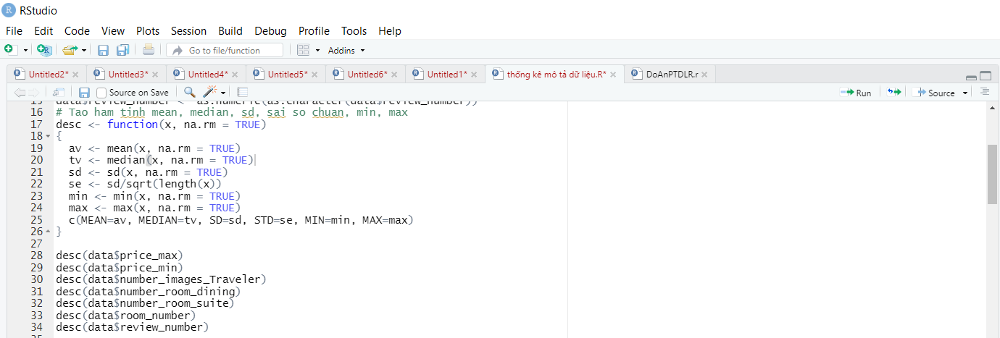 RStudio
File Edit Code View Plots Session Build Debug Profile Tools Help
Go to file/function Addins
Untitled2* Untitled3* Untitled4* Untitled5* Untitled6* Untitled1* thống kê mô tả dữ liệu.R* DoAnPTDLR.r
Source on Save Run Source
15 data$review_number <- as.numeric(as.character(data$review_number))
16 # Tao ham tinh mean, median, sd, sai so chuan, min, max
17 desc <- function(x, na.rm = TRUE)
18 {
19 av <- mean(x, na.rm = TRUE)
20 tv <- median(x, na.rm = TRUE)
21 sd <- sd(x, na.rm = TRUE)
22 se <- sd/sqrt(length(x))
23 min <- min(x, na.rm = TRUE)
24 max <- max(x, na.rm = TRUE)
25 c(MEAN=av, MEDIAN=tv, SD=sd, STD=se, MIN=min, MAX=max)
26 }
27
28 desc(data$price_max)
29 desc(data$price_min)
30 desc(data$number_images_Traveler)
31 desc(data$number_room_dining)
32 desc(data$number_room_suite)
33 desc(data$room_number)
34 desc(data$review_number)